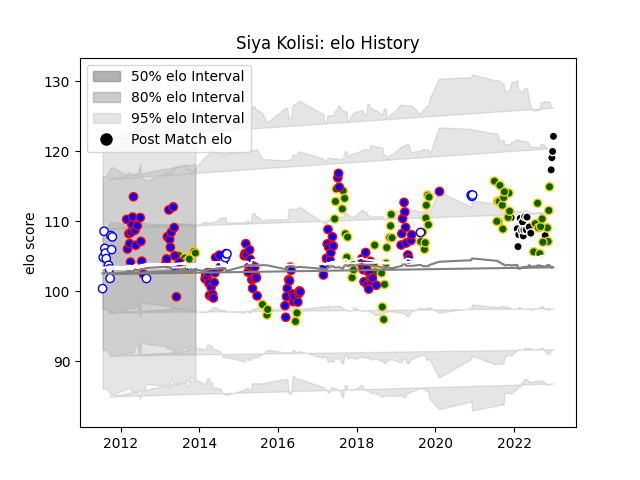 Siya Kolisi: elo History
50% elo Interval
80% elo Interval
95% elo Interval
Post Match elo
elo score
130
120
110
100
90
2012 2014 2016 2018 2020 2022